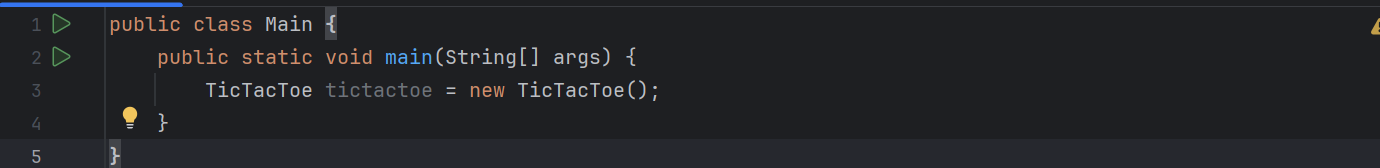 1 public class Main {
2     public static void main(String[] args) {
3         TicTacToe tictactoe = new TicTacToe();
4     }
5 }